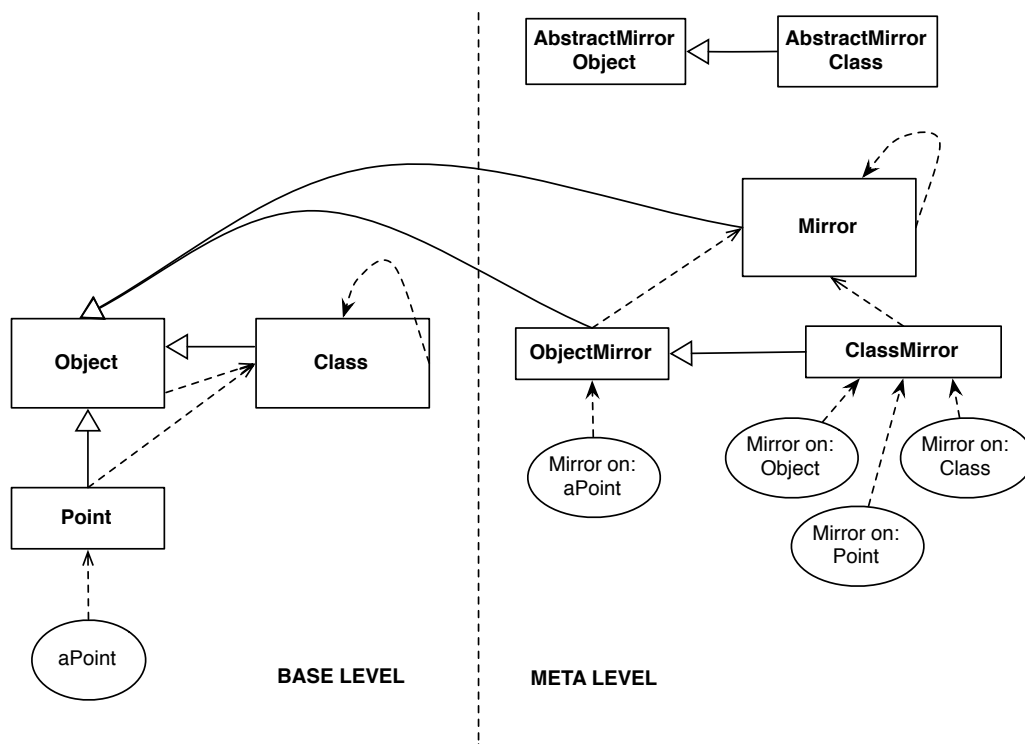 AbstractMirror
Object
AbstractMirror
Class
Mirror
Object
Class
ObjectMirror
ClassMirror
Mirror on:
aPoint
Mirror on:
Object
Mirror on:
Class
Point
Mirror on:
Point
aPoint
BASE LEVEL
META LEVEL